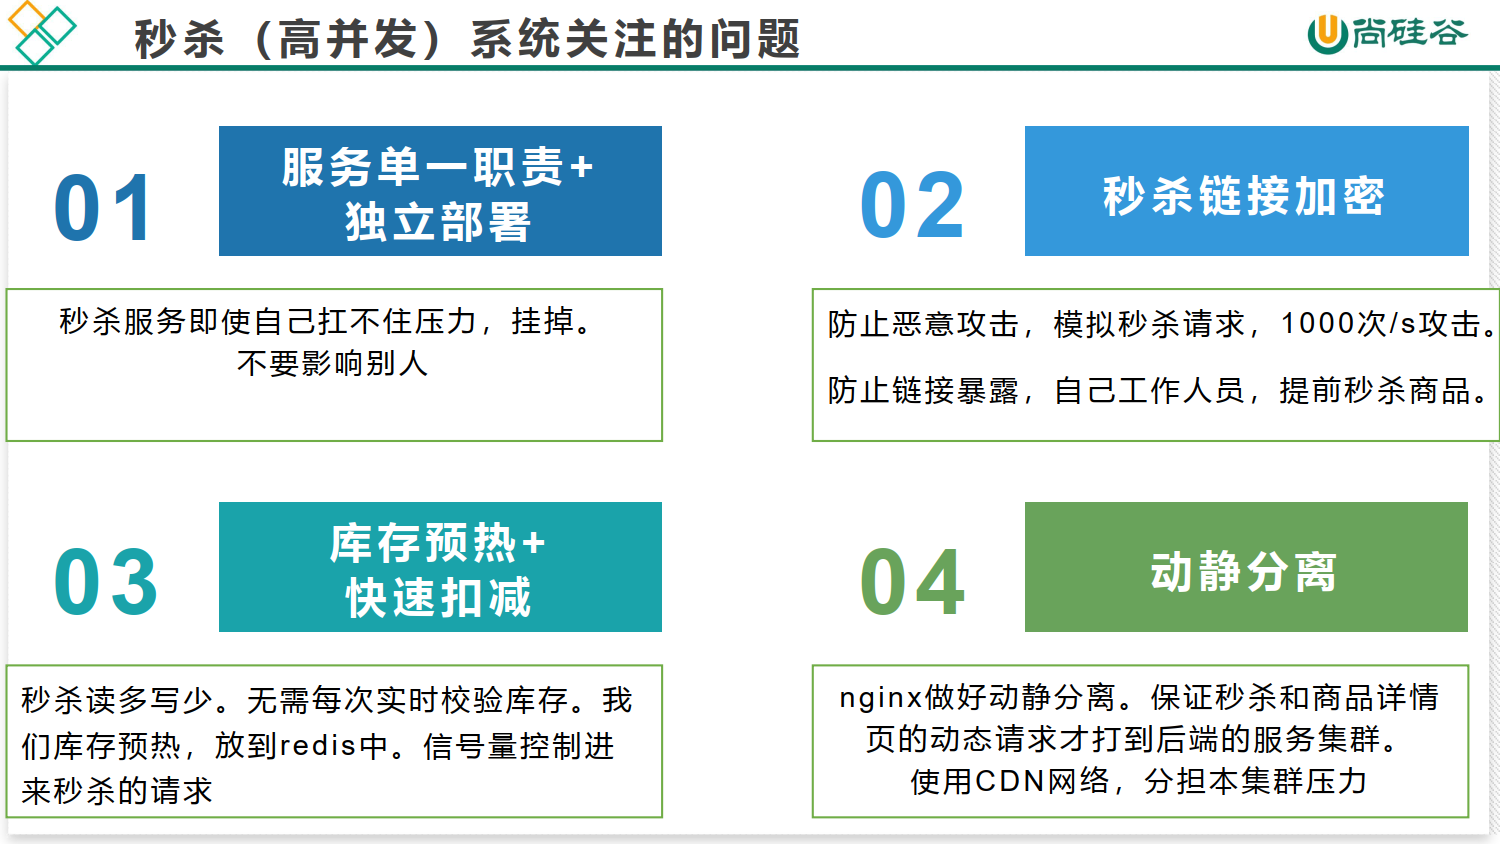 秒杀（高并发）系统关注的问题
尚硅谷
01
服务单一职责+
独立部署
秒杀服务即使自己扛不住压力，挂掉。
不要影响别人
02
秒杀链接加密
防止恶意攻击，模拟秒杀请求，1000次/s攻击。
防止链接暴露，自己工作人员，提前秒杀商品。
03
库存预热+
快速扣减
秒杀读多写少。无需每次实时校验库存。我
们库存预热，放到redis中。信号量控制进
来秒杀的请求
04
动静分离
nginx做好动静分离。保证秒杀和商品详情
页的动态请求才打到后端的服务集群。
使用CDN网络，分担本集群压力